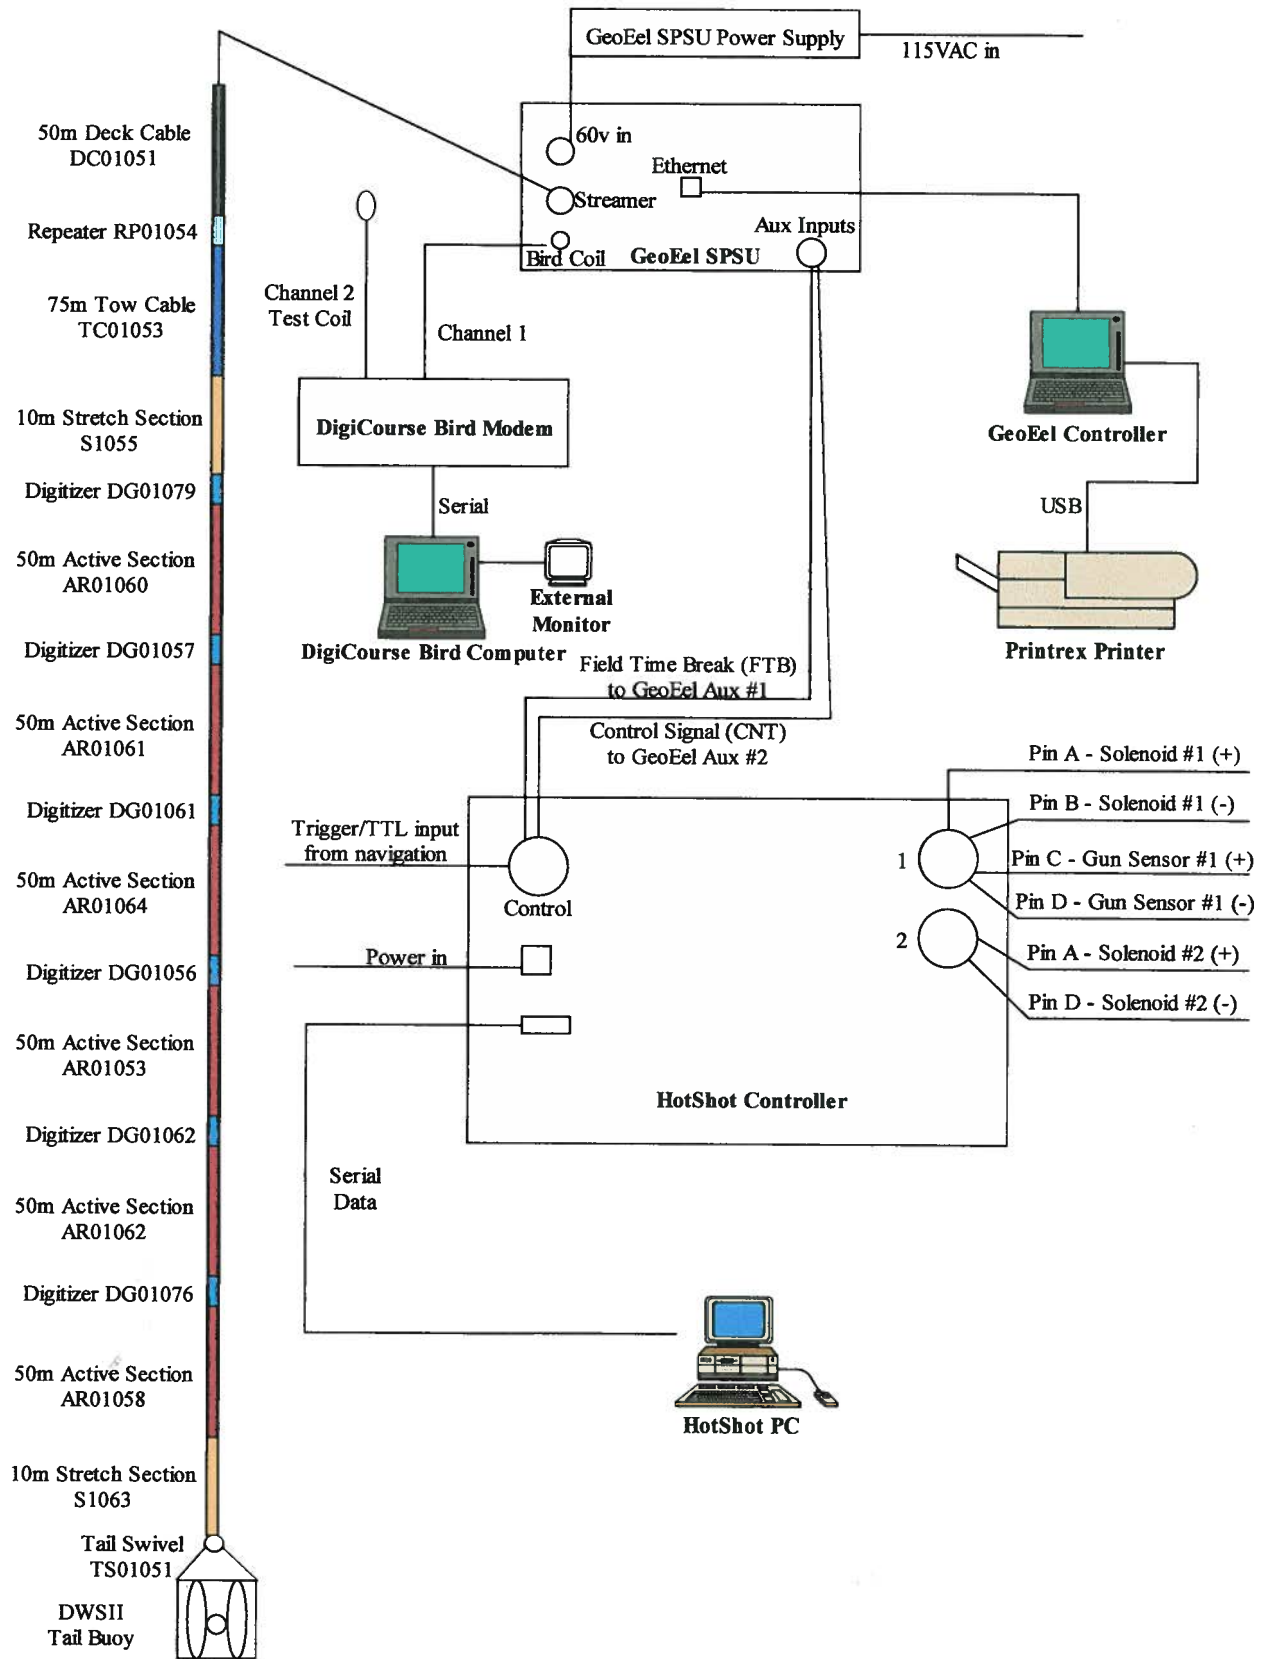 GeoEel SPSU Power Supply
115VAC in
60v in
Ethernet
Streamer
Aux Inputs
Bird Coil
GeoEel SPSU
50m Deck Cable
DC01051
Repeater RP01054
75m Tow Cable
TC01053
10m Stretch Section
S1055
Digitizer DG01079
50m Active Section
AR01060
Digitizer DG01057
50m Active Section
AR01061
Digitizer DG01061
50m Active Section
AR01064
Digitizer DG01056
50m Active Section
AR01053
Digitizer DG01062
50m Active Section
AR01062
Digitizer DG01076
50m Active Section
AR01058
10m Stretch Section
S1063
Tail Swivel
TS01051
DWSII
Tail Buoy
Channel 2
Test Coil
Channel 1
DigiCourse Bird Modem
Serial
External
Monitor
DigiCourse Bird Computer
GeoEel Controller
USB
Printrex Printer
Field Time Break (FTB)
to GeoEel Aux #1
Control Signal (CNT)
to GeoEel Aux #2
Trigger/TTL input
from navigation
Control
Power in
1
2
Pin A - Solenoid #1 (+)
Pin B - Solenoid #1 (-)
Pin C - Gun Sensor #1 (+)
Pin D - Gun Sensor #1 (-)
Pin A - Solenoid #2 (+)
Pin D - Solenoid #2 (-)
HotShot Controller
Serial
Data
HotShot PC